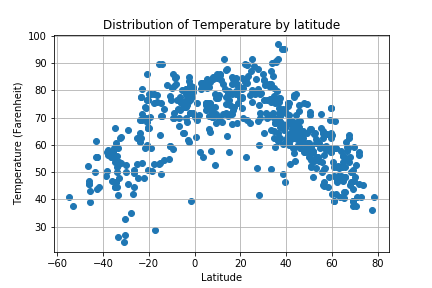 Distribution of Temperature by latitude
Temperature (Farenheit)
100
90
80
70
60
50
40
30
−60 −40 −20 0 20 40 60 80
Latitude